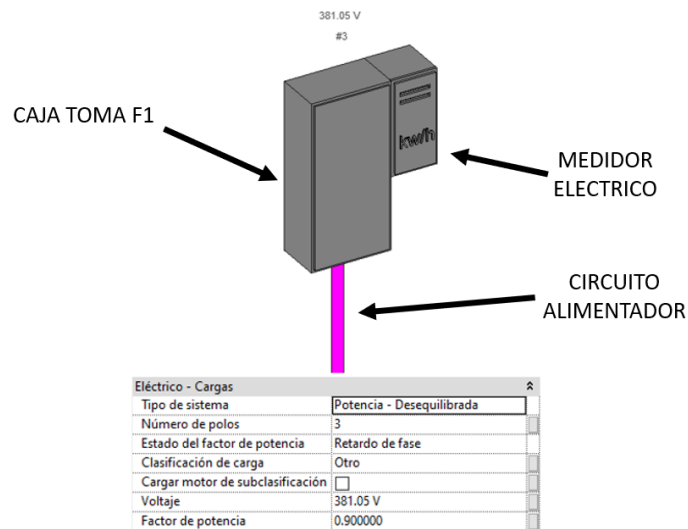 381.05 V
#3
CAJA TOMA F1
kw/h
MEDIDOR
ELECTRICO
CIRCUITO
ALIMENTADOR
Eléctrico - Cargas
Tipo de sistema Potencia - Desequilibrada
Número de polos 3
Estado del factor de potencia Retardo de fase
Clasificación de carga Otro
Cargar motor de subclasificación
Voltaje 381.05 V
Factor de potencia 0.900000